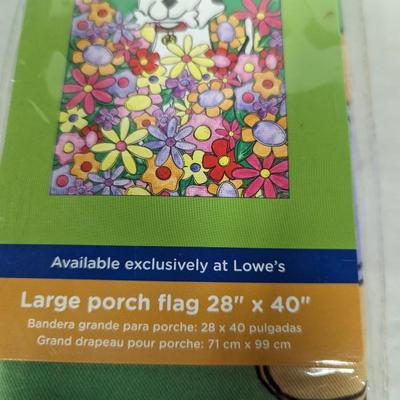 Available exclusively at Lowe's
Large porch flag 28" x 40"
Bandera grande para porche: 28 x 40 pulgadas
Grand drapeau pour porche: 71 cm x 99 cm